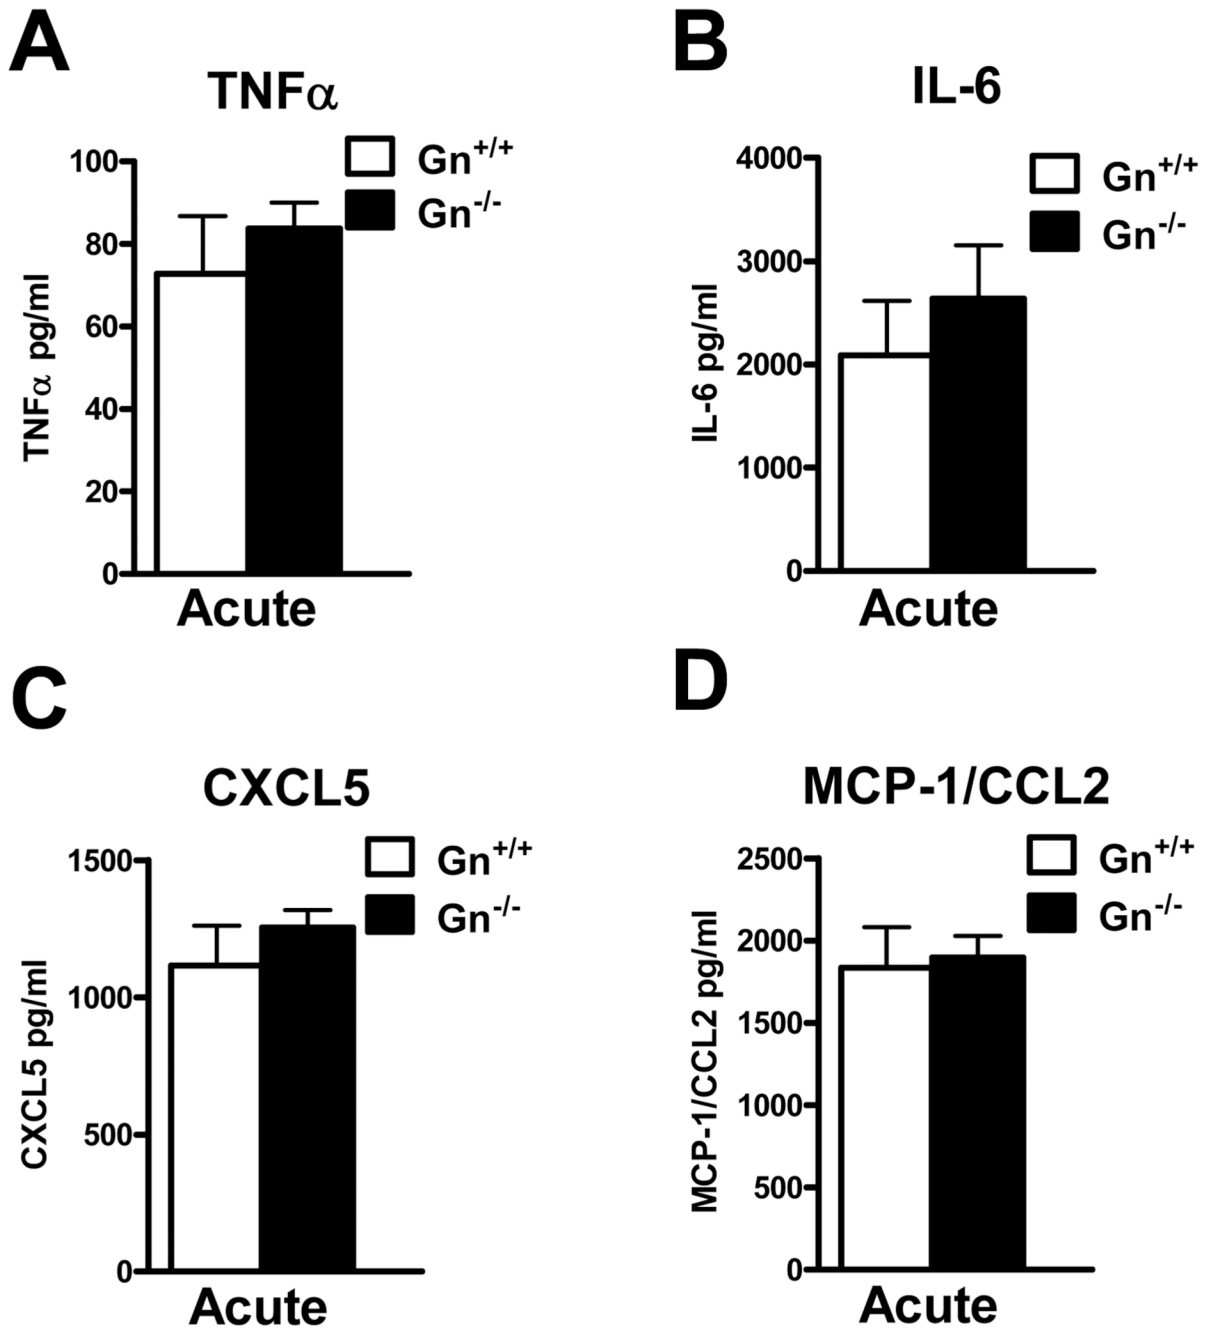 A
TNFα
Gn+/+
Gn-/-
100
80
60
40
20
0
TNFα pg/ml
Acute
B
IL-6
Gn+/+
Gn-/-
4000
3000
2000
1000
0
IL-6 pg/ml
Acute
C
CXCL5
Gn+/+
Gn-/-
1500
1000
500
0
CXCL5 pg/ml
Acute
D
MCP-1/CCL2
Gn+/+
Gn-/-
2500
2000
1500
1000
500
0
MCP-1/CCL2 pg/ml
Acute